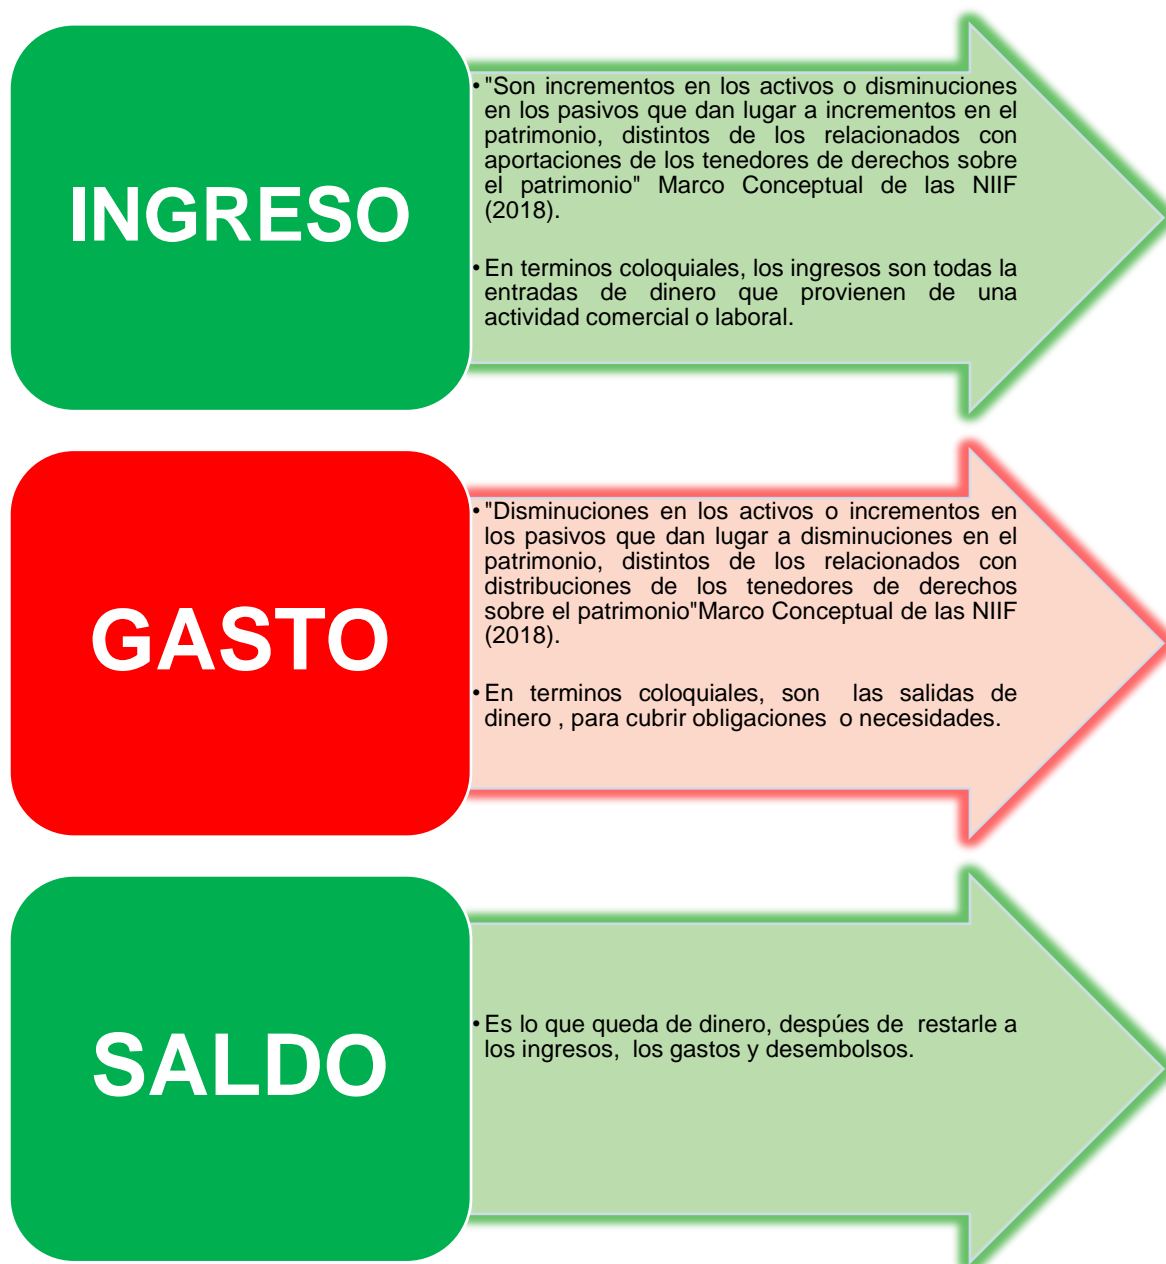 INGRESO
• "Son incrementos en los activos o disminuciones
en los pasivos que dan lugar a incrementos en el
patrimonio, distintos de los relacionados con
aportaciones de los tenedores de derechos sobre
el patrimonio" Marco Conceptual de las NIIF
(2018).
• En terminos coloquiales, los ingresos son todas la
entradas de dinero que provienen de una
actividad comercial o laboral.
GASTO
• "Disminuciones en los activos o incrementos en
los pasivos que dan lugar a disminuciones en el
patrimonio, distintos de los relacionados con
distribuciones de los tenedores de derechos
sobre el patrimonio"Marco Conceptual de las NIIF
(2018).
• En terminos coloquiales, son las salidas de
dinero , para cubrir obligaciones o necesidades.
SALDO
• Es lo que queda de dinero, despúes de restarle a
los ingresos, los gastos y desembolsos.